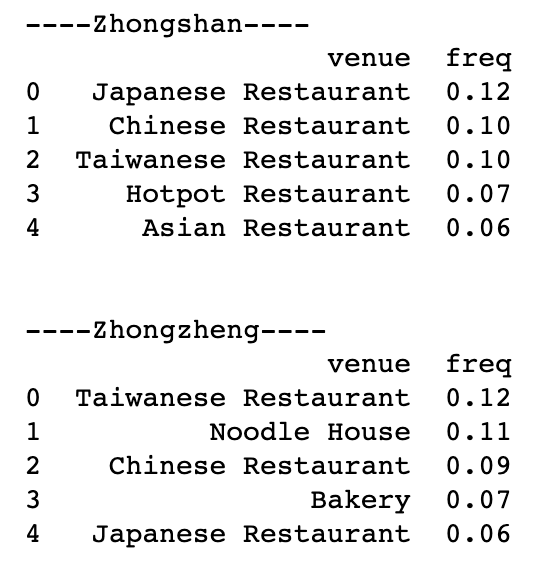 ----Zhongshan----
venue freq
0 Japanese Restaurant 0.12
1 Chinese Restaurant 0.10
2 Taiwanese Restaurant 0.10
3 Hotpot Restaurant 0.07
4 Asian Restaurant 0.06
----Zhongzheng----
venue freq
0 Taiwanese Restaurant 0.12
1 Noodle House 0.11
2 Chinese Restaurant 0.09
3 Bakery 0.07
4 Japanese Restaurant 0.06